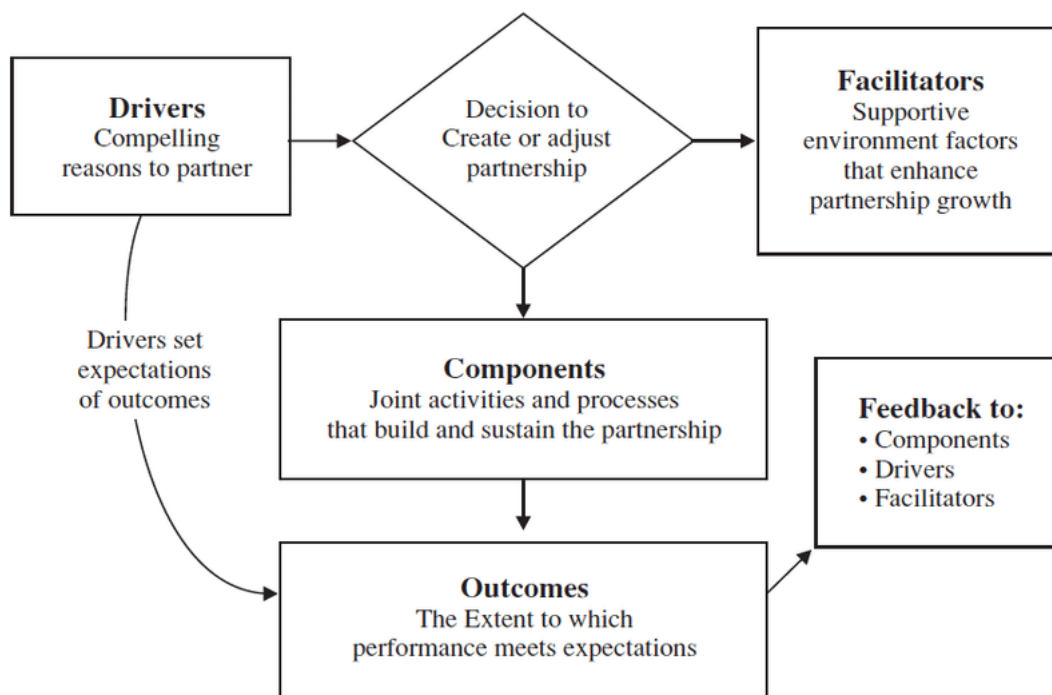 Drivers
Compelling
reasons to partner
Decision to
Create or adjust
partnership
Facilitators
Supportive
environment factors
that enhance
partnership growth
Drivers set
expectations
of outcomes
Components
Joint activities and processes
that build and sustain the partnership
Feedback to:
• Components
• Drivers
• Facilitators
Outcomes
The Extent to which
performance meets expectations